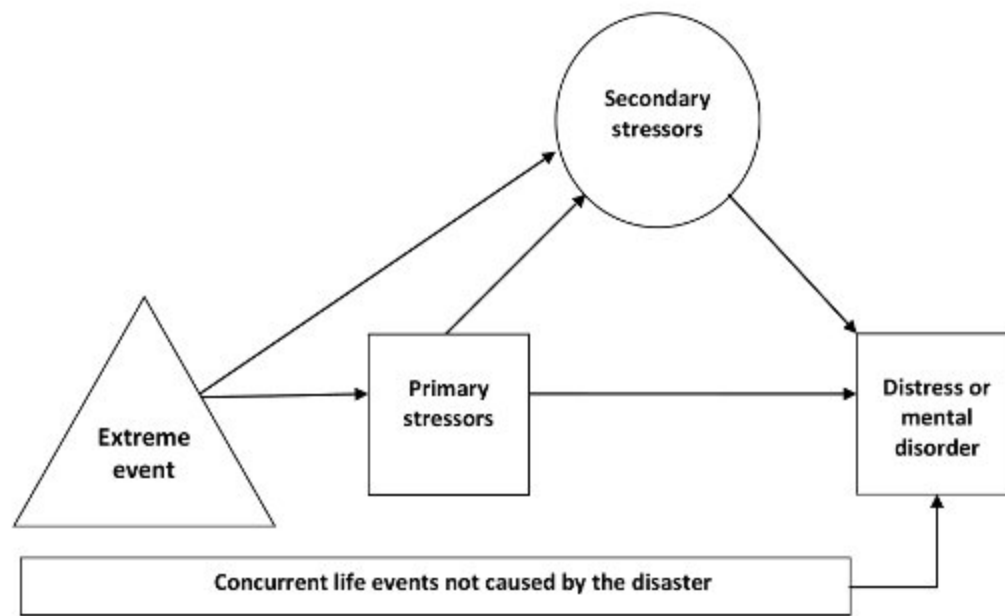 Secondary
stressors
Primary
stressors
Distress or
mental
disorder
Extreme
event
Concurrent life events not caused by the disaster